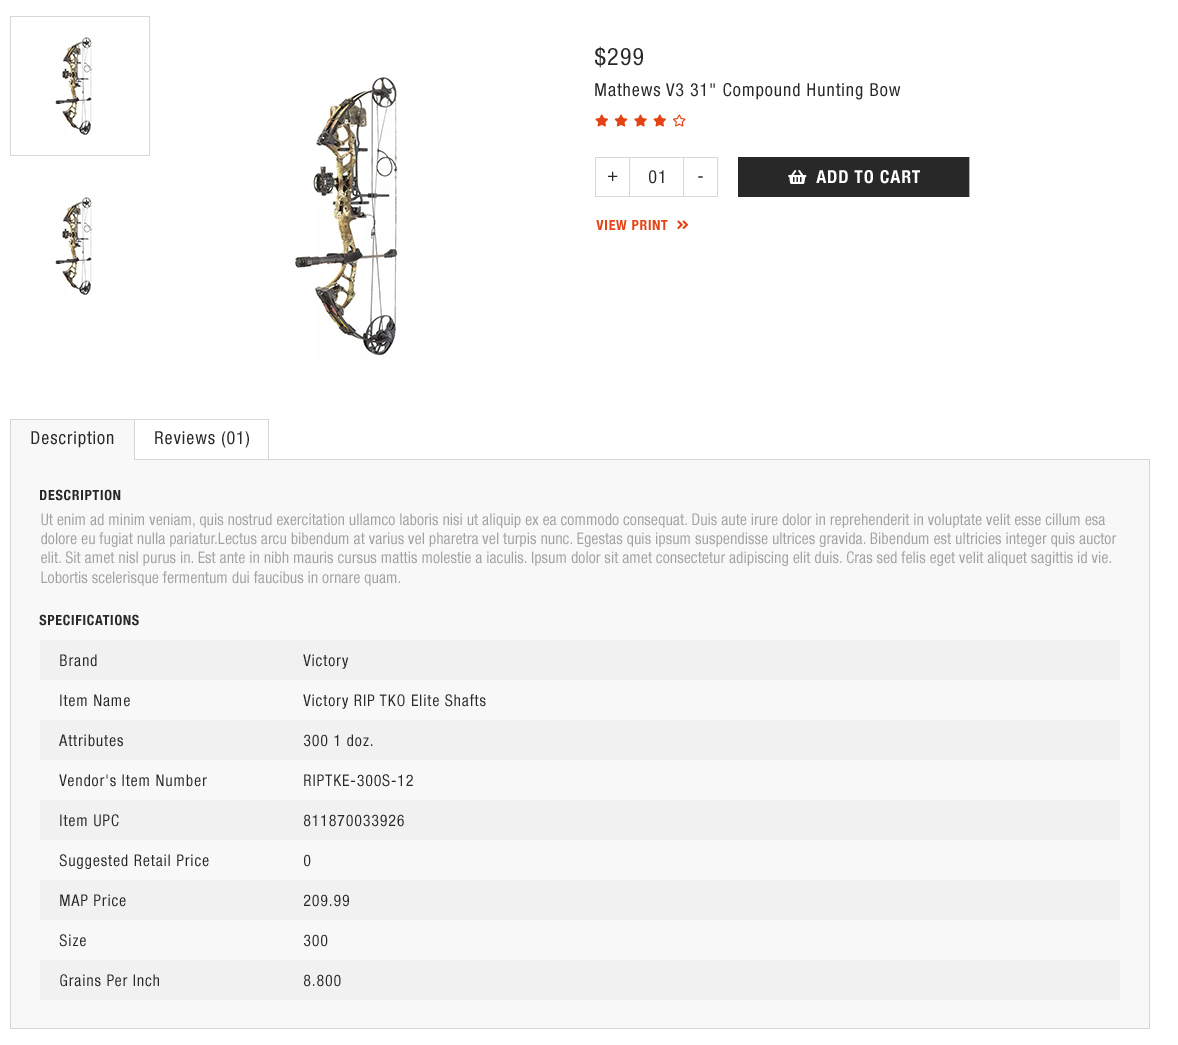 $299
Mathews V3 31" Compound Hunting Bow
+ 01 -
ADD TO CART
VIEW PRINT
Description
Reviews (01)
DESCRIPTION
Ut enim ad minim veniam, quis nostrud exercitation ullamco laboris nisi ut aliquip ex ea commodo consequat. Duis aute irure dolor in reprehenderit in voluptate velit esse cillum esa
dolore eu fugiat nulla pariatur.Lectus arcu bibendum at varius vel pharetra vel turpis nunc. Egestas quis ipsum suspendisse ultrices gravida. Bibendum est ultricies integer quis auctor
elit. Sit amet nisl purus in. Est ante in nibh mauris cursus mattis molestie a iaculis. Ipsum dolor sit amet consectetur adipiscing elit duis. Cras sed felis eget velit aliquet sagittis id vie.
Lobortis scelerisque fermentum dui faucibus in ornare quam.
SPECIFICATIONS
Brand Victory
Item Name Victory RIP TKO Elite Shafts
Attributes 300 1 doz.
Vendor's Item Number RIPTKE-300S-12
Item UPC 811870033926
Suggested Retail Price 0
MAP Price 209.99
Size 300
Grains Per Inch 8.800